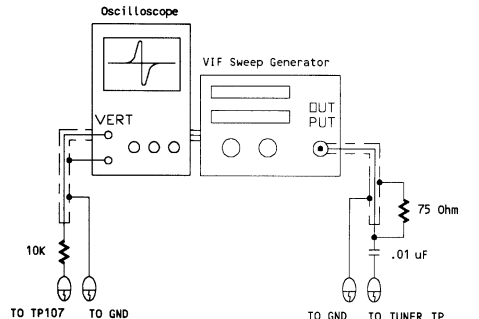 Oscilloscope
VIF Sweep Generator
VERT
OUT
PUT
75 Ohm
10K
.01 uF
TO TP107
TO GND
TO GND
TO TUNER TP